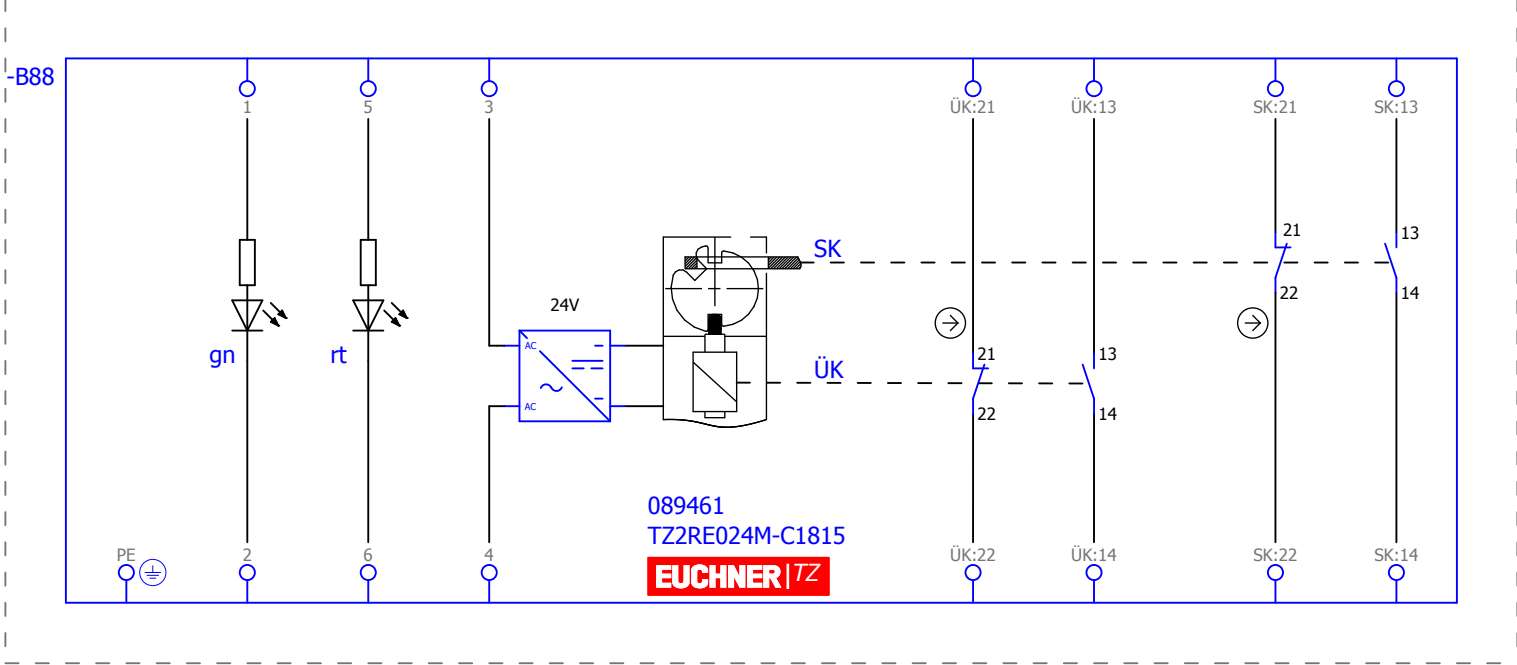 -B88
1
5
3
ÜK:21
ÜK:13
SK:21
SK:13
21
13
SK
22
14
24V
gn
rt
AC
AC
ÜK
21
13
22
14
089461
TZ2RE024M-C1815
EUCHNER|TZ
PE
2
6
4
ÜK:22
ÜK:14
SK:22
SK:14